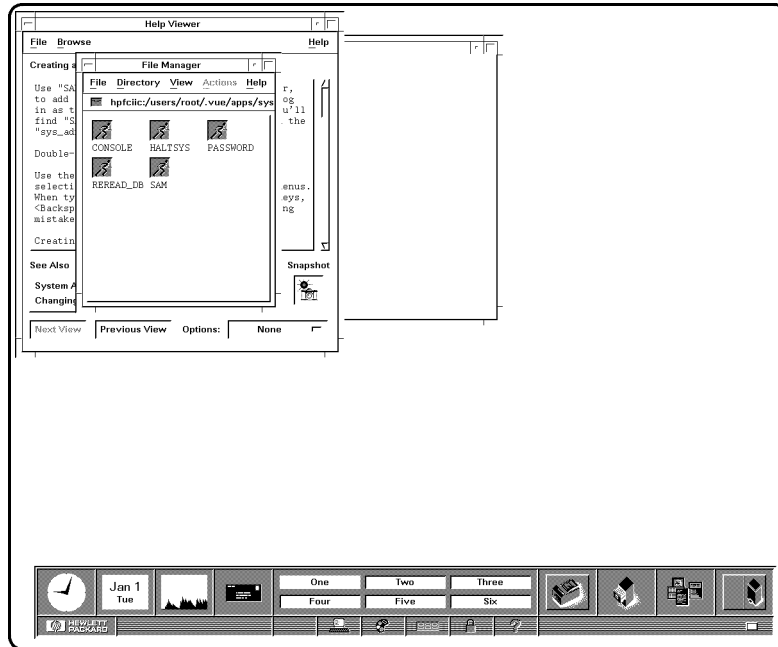 Help Viewer
File Browse Help
Creating a
Use "SA r,
to add og
in as t u'll
find "S the
"sys_ad
Double-
Use the
selecti enus.
When ty eys,
<Backsp ng
mistake
Creatin
See Also Snapshot
System A
Changing
Next View Previous View Options: None
File Manager
File Directory View Actions Help
hpfciic:/users/root/.vue/apps/sys
CONSOLE HALTSYS PASSWORD
REREAD_DB SAM
Jan 1
Tue
One Two Three
Four Five Six
hp HEWLETT
PACKARD